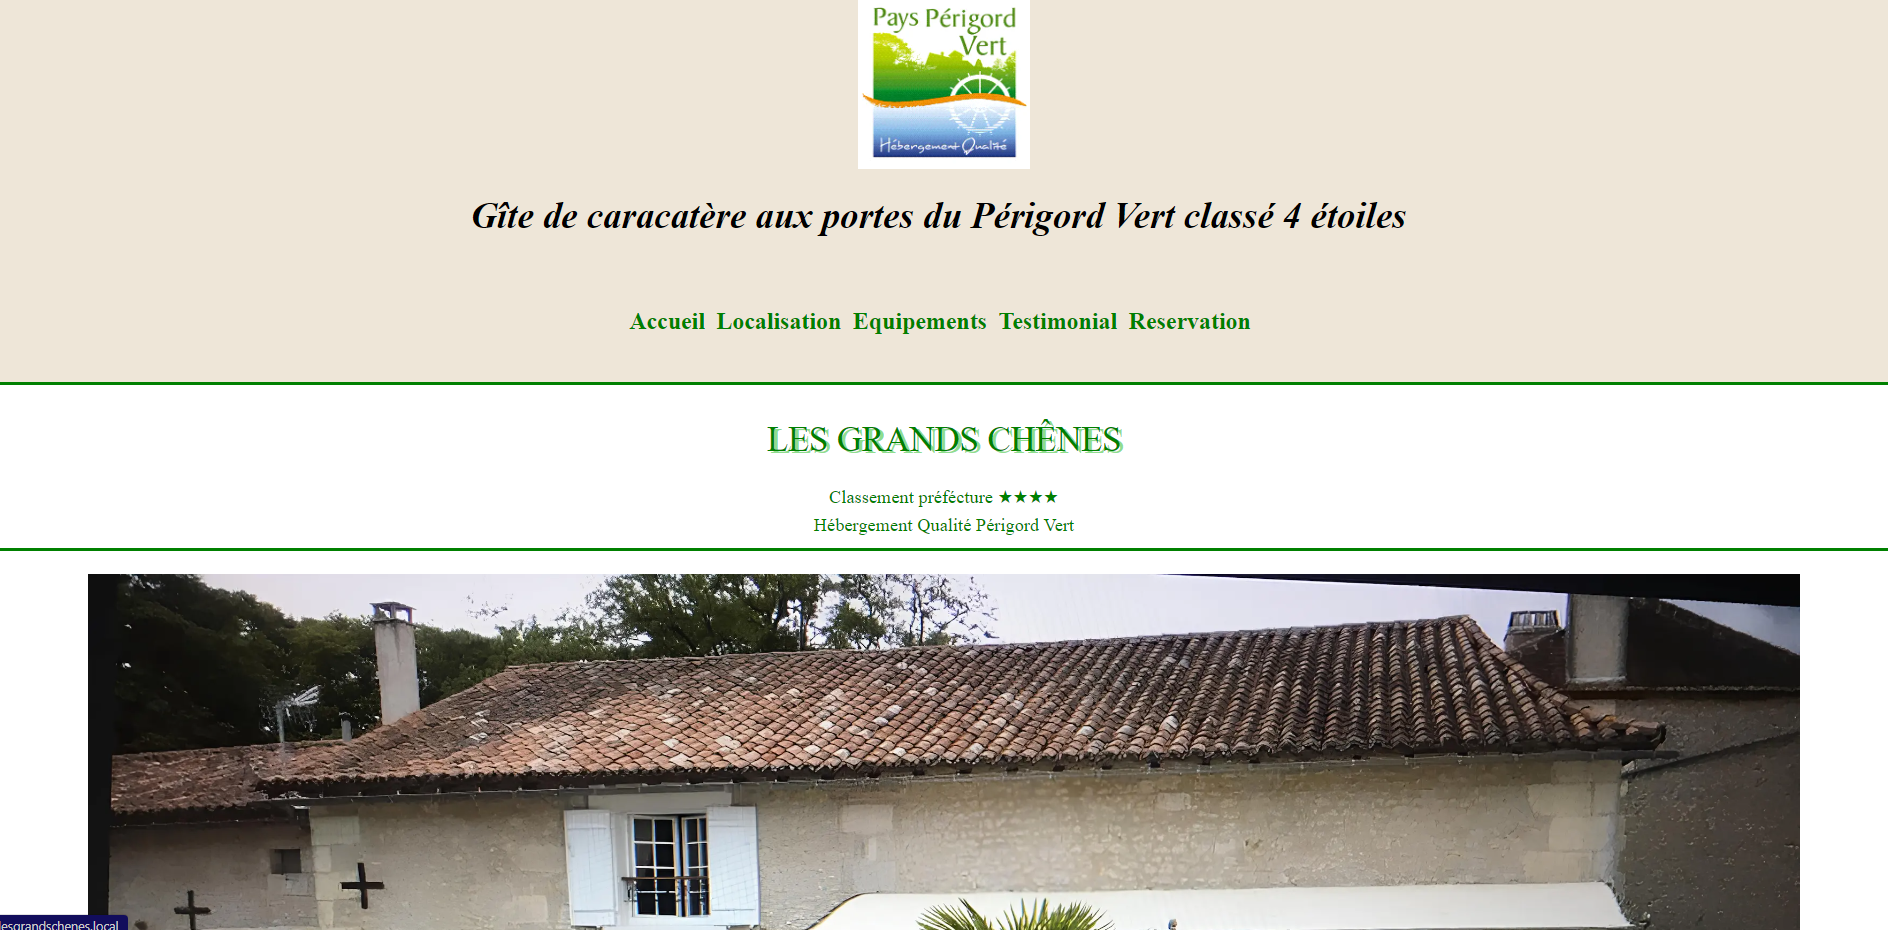 Pays Périgord
Vert
Hébergement Qualité
Gîte de caracatère aux portes du Périgord Vert classé 4 étoiles
Accueil Localisation Equipements Testimonial Reservation
LES GRANDS CHÊNES
Classement préfécture ★★★★
Hébergement Qualité Périgord Vert
lesgrandschenes.local